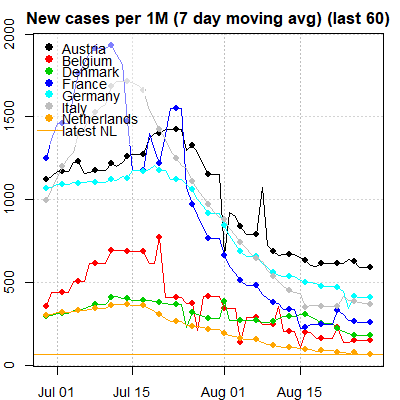 New cases per 1M (7 day moving avg) (last 60)
2000
1500
1000
500
0
Austria
Belgium
Denmark
France
Germany
Italy
Netherlands
latest NL
Jul 01 Jul 15 Aug 01 Aug 15